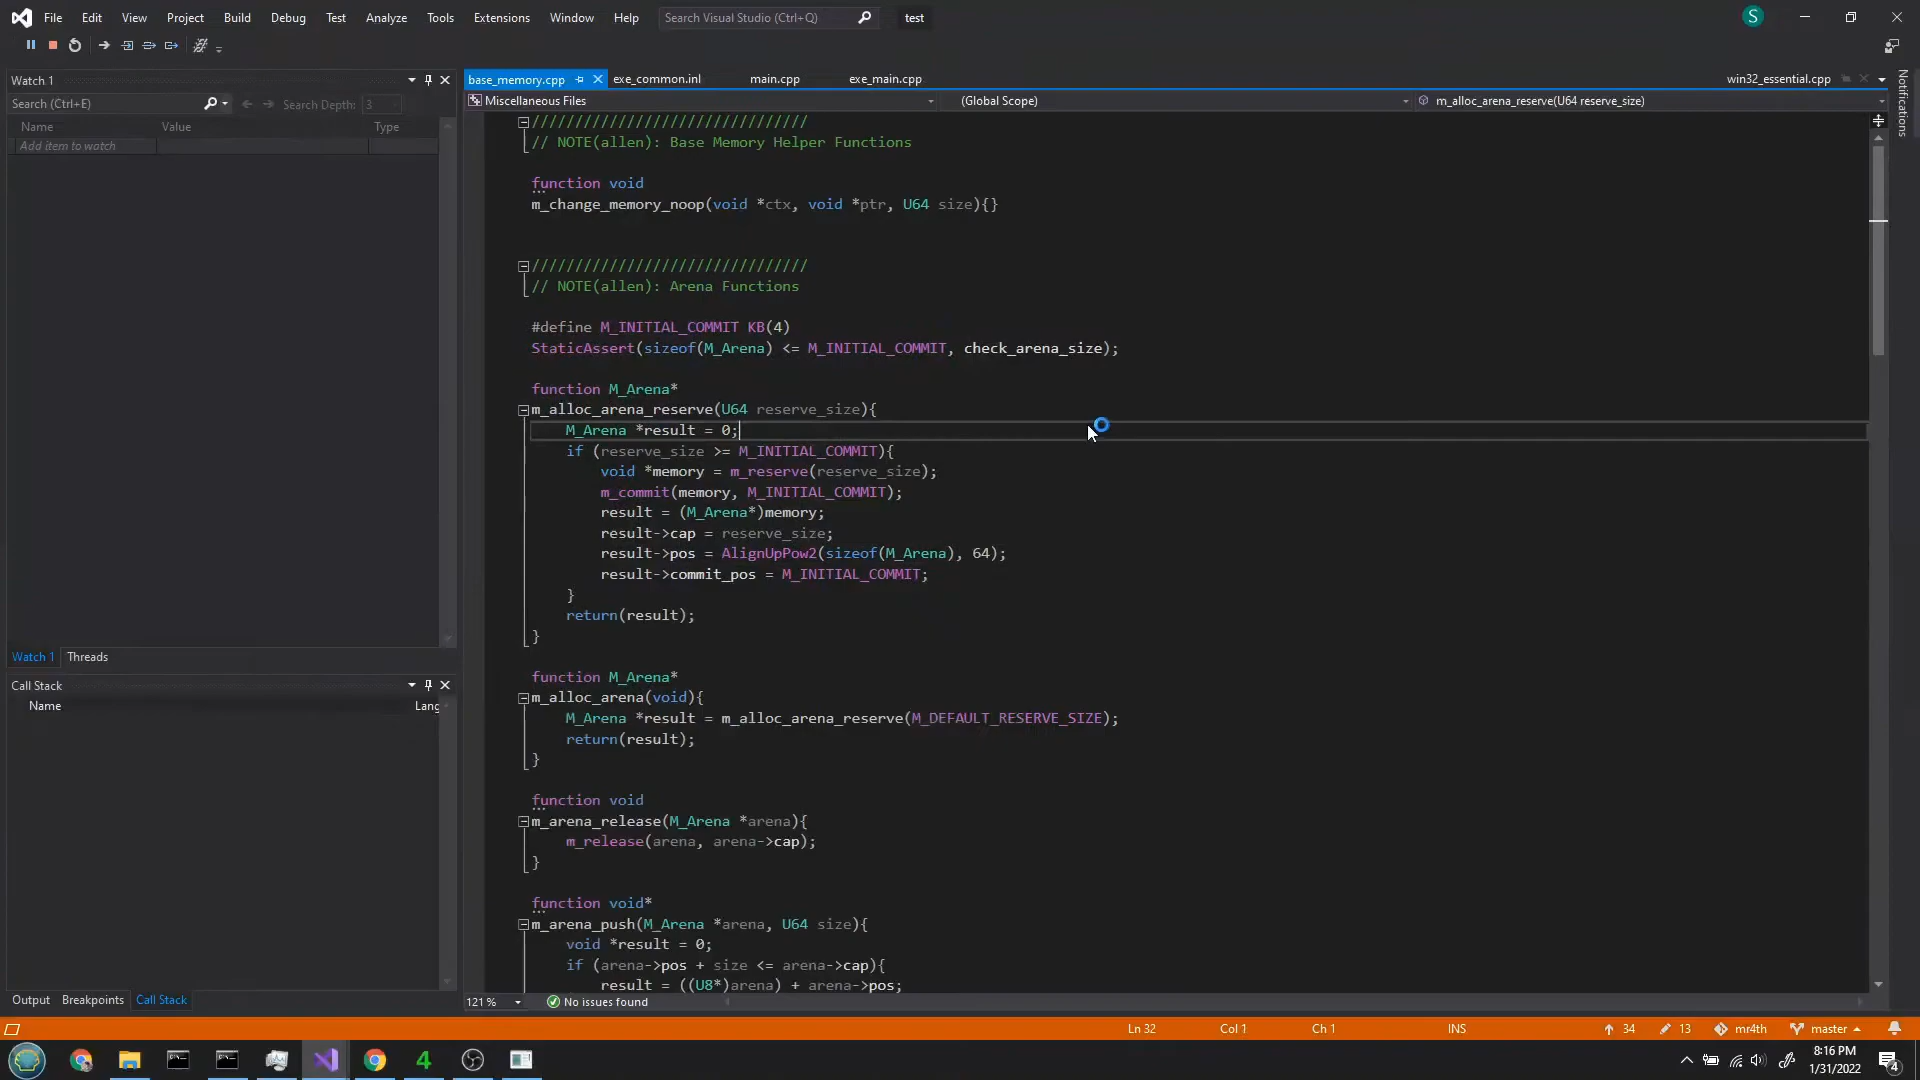 File Edit View Project Build Debug Test Analyze Tools Extensions Window Help Search Visual Studio (Ctrl+Q) test S
Watch 1
Search (Ctrl+E) Search Depth: 3
Name Value Type
Add item to watch
Watch 1 Threads
Call Stack
Name Lang
Output Breakpoints Call Stack
base_memory.cpp exe_common.inl main.cpp exe_main.cpp win32_essential.cpp
Miscellaneous Files (Global Scope) m_alloc_arena_reserve(U64 reserve_size)
////////////////////////////////
// NOTE(allen): Base Memory Helper Functions
function void
m_change_memory_noop(void *ctx, void *ptr, U64 size){}
////////////////////////////////
// NOTE(allen): Arena Functions
#define M_INITIAL_COMMIT KB(4)
StaticAssert(sizeof(M_Arena) <= M_INITIAL_COMMIT, check_arena_size);
function M_Arena*
m_alloc_arena_reserve(U64 reserve_size){
M_Arena *result = 0;
if (reserve_size >= M_INITIAL_COMMIT){
void *memory = m_reserve(reserve_size);
m_commit(memory, M_INITIAL_COMMIT);
result = (M_Arena*)memory;
result->cap = reserve_size;
result->pos = AlignUpPow2(sizeof(M_Arena), 64);
result->commit_pos = M_INITIAL_COMMIT;
}
return(result);
}
function M_Arena*
m_alloc_arena(void){
M_Arena *result = m_alloc_arena_reserve(M_DEFAULT_RESERVE_SIZE);
return(result);
}
function void
m_arena_release(M_Arena *arena){
m_release(arena, arena->cap);
}
function void*
m_arena_push(M_Arena *arena, U64 size){
void *result = 0;
if (arena->pos + size <= arena->cap){
result = ((U8*)arena) + arena->pos;
121 % No issues found
Notifications
Ln 32 Col 1 Ch 1 INS 34 13 mr4th master
4 8:16 PM
1/31/2022 4